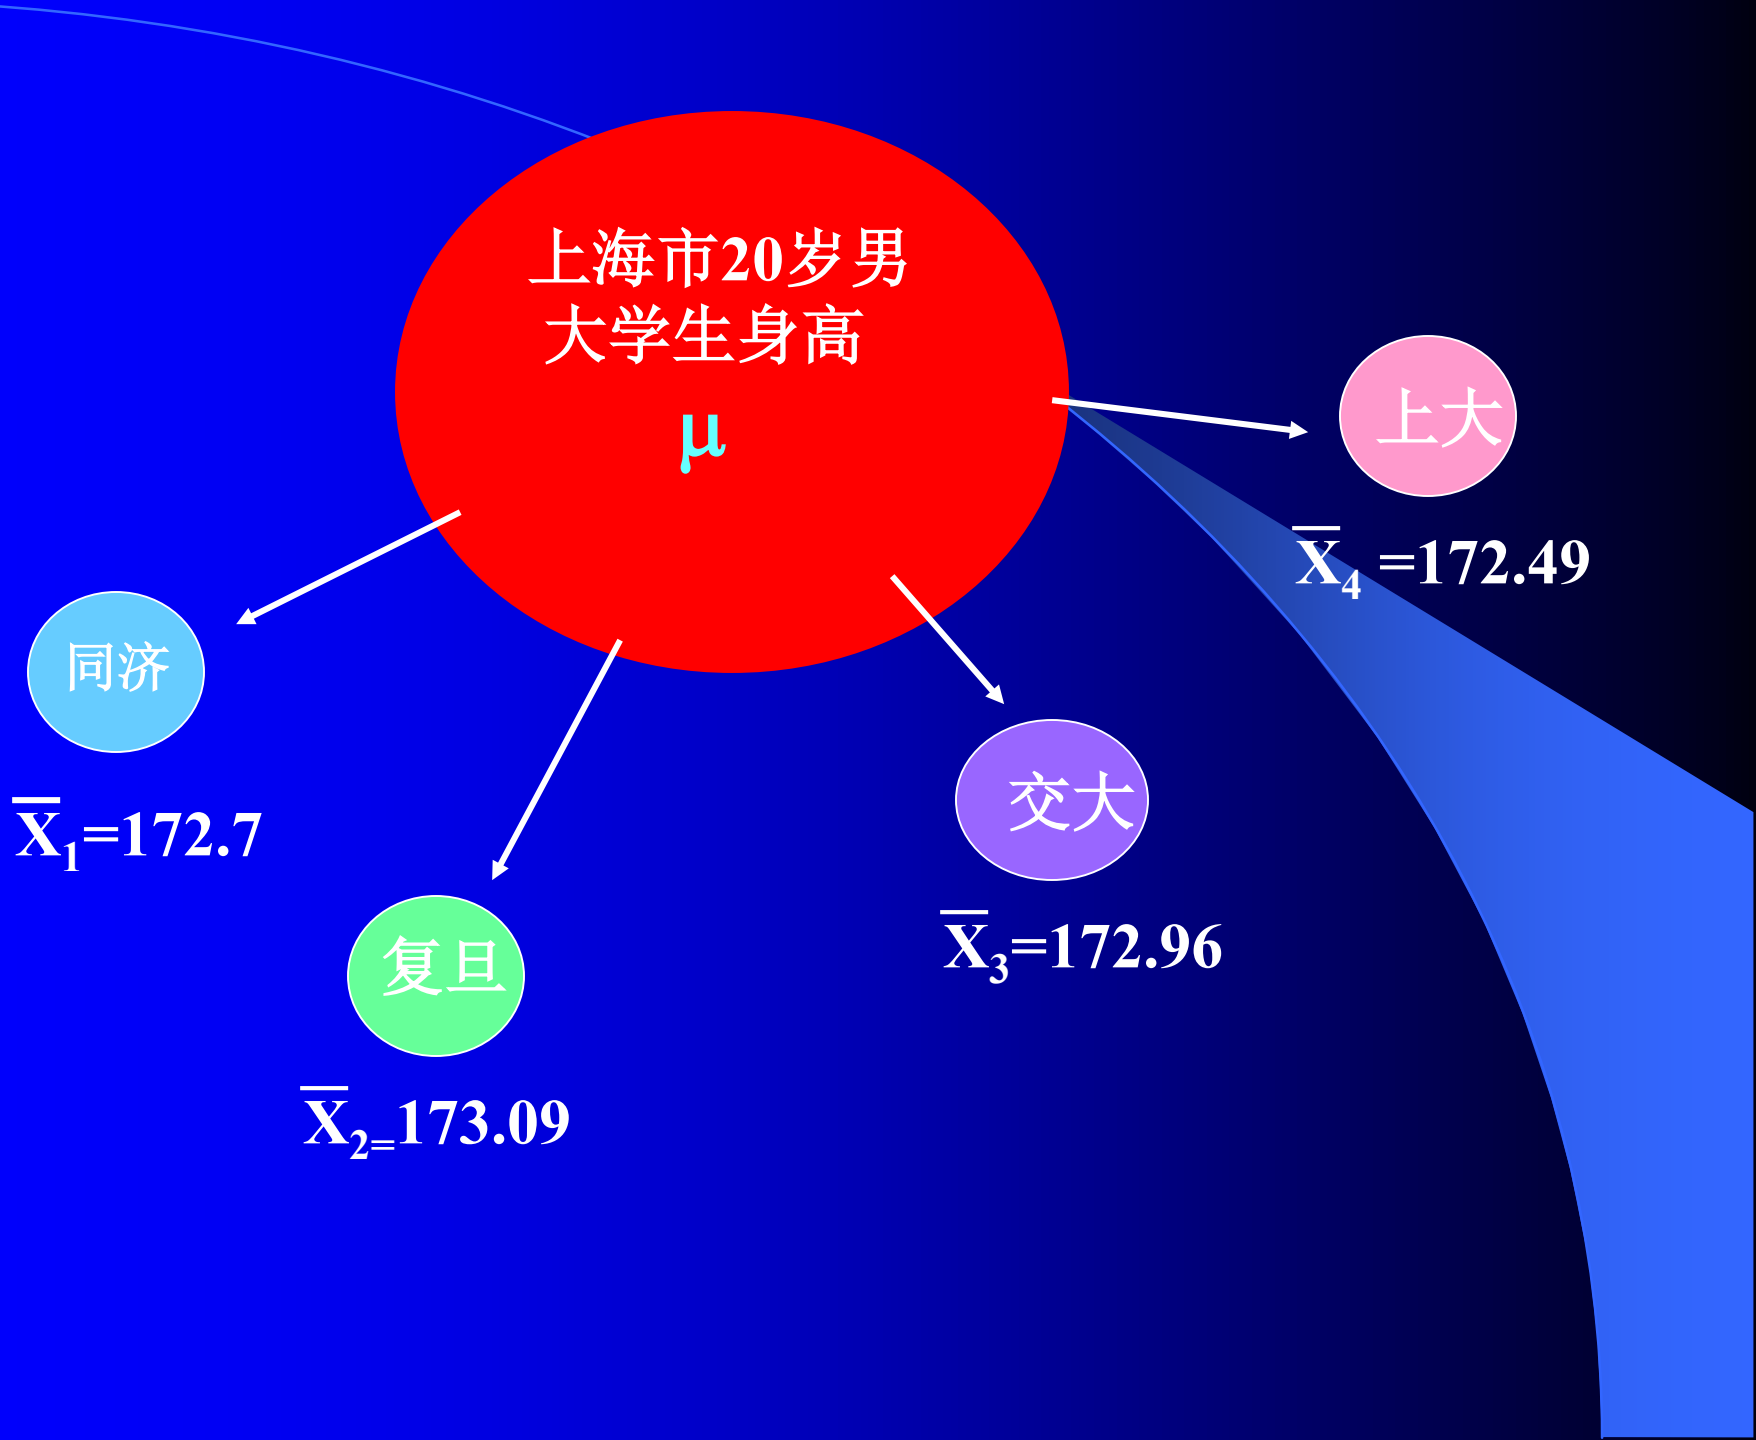 上海市20岁男
大学生身高
μ
上大
X̅₄ =172.49
同济
X̅₁=172.7
交大
X̅₃=172.96
复旦
X̅₂₌173.09